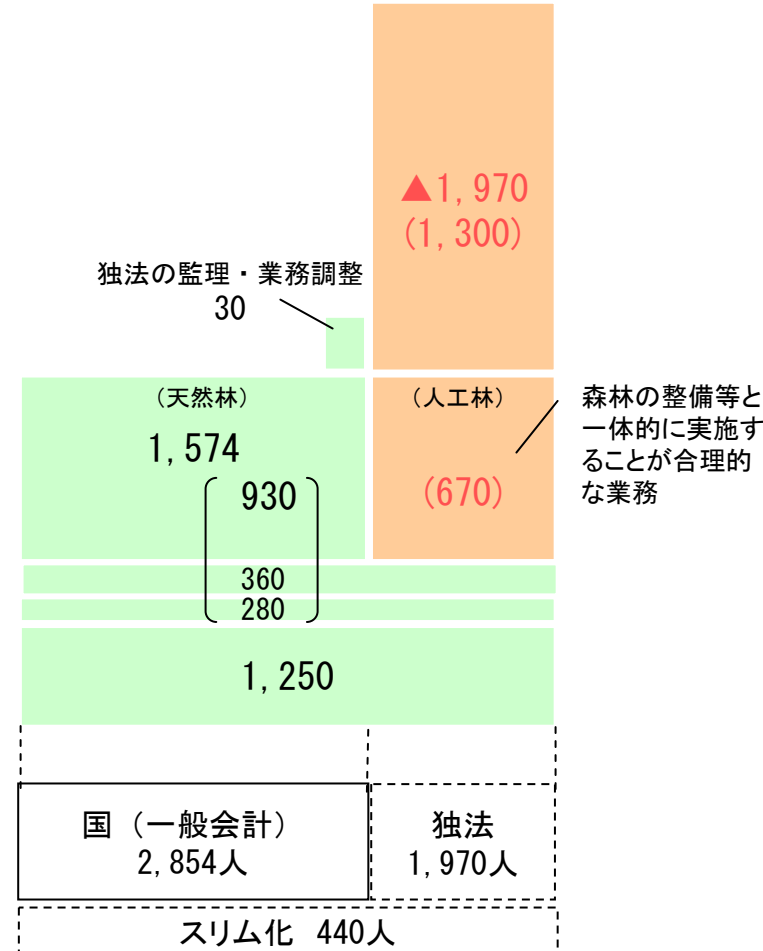 ▲1,970
(1,300)
独法の監理・業務調整
30
(天然林)
1,574
930
(人工林)
(670)
森林の整備等と
一体的に実施す
ることが合理的
な業務
360
280
1,250
国(一般会計)
2,854人
独法
1,970人
スリム化 440人